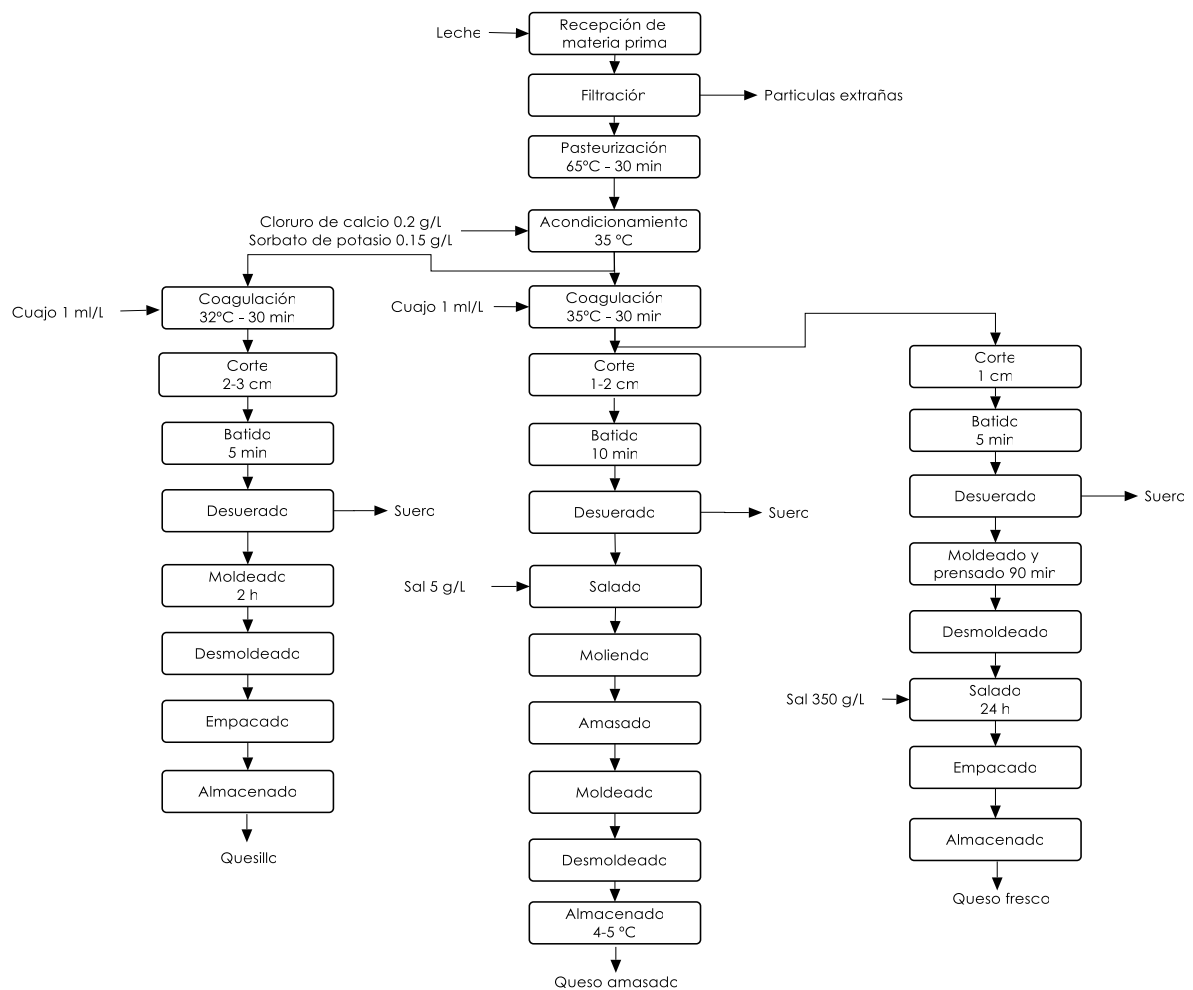 Leche
Recepción de
materia prima
Filtración
Particulas extrañas
Pasteurización
65°C - 30 min
Cloruro de calcio 0.2 g/L
Sorbato de potasio 0.15 g/L
Acondicionamiento
35 °C
Cuajo 1 ml/L
Coagulación
32°C - 30 min
Corte
2-3 cm
Batido
5 min
Desuerado
Suero
Moldeado
2 h
Desmoldeado
Empacado
Almacenado
Quesillo
Cuajo 1 ml/L
Coagulación
35°C - 30 min
Corte
1-2 cm
Batido
10 min
Desuerado
Suero
Sal 5 g/L
Salado
Moliendo
Amasado
Moldeado
Desmoldeado
Almacenado
4-5 °C
Queso amasado
Corte
1 cm
Batido
5 min
Desuerado
Suero
Moldeado y
prensado 90 min
Desmoldeado
Sal 350 g/L
Salado
24 h
Empacado
Almacenado
Queso fresco